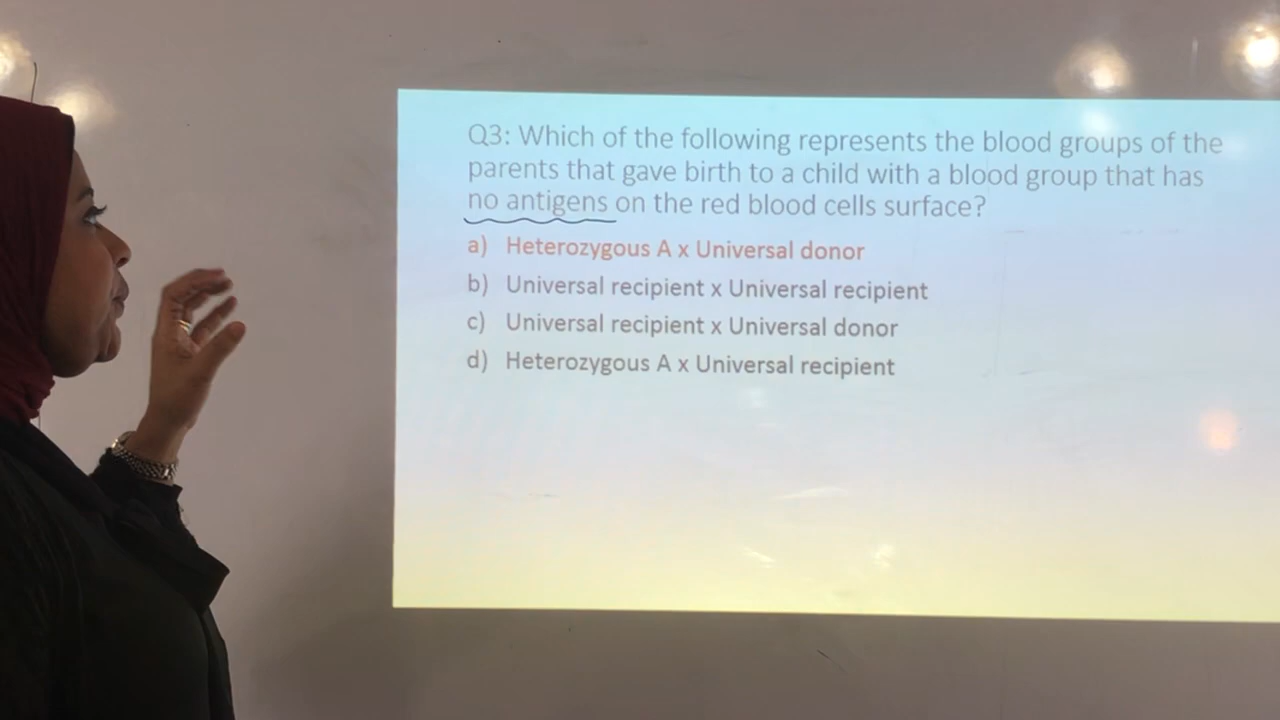 Q3: Which of the following represents the blood groups of the
parents that gave birth to a child with a blood group that has
no antigens on the red blood cells surface?
a) Heterozygous A x Universal donor
b) Universal recipient x Universal recipient
c) Universal recipient x Universal donor
d) Heterozygous A x Universal recipient